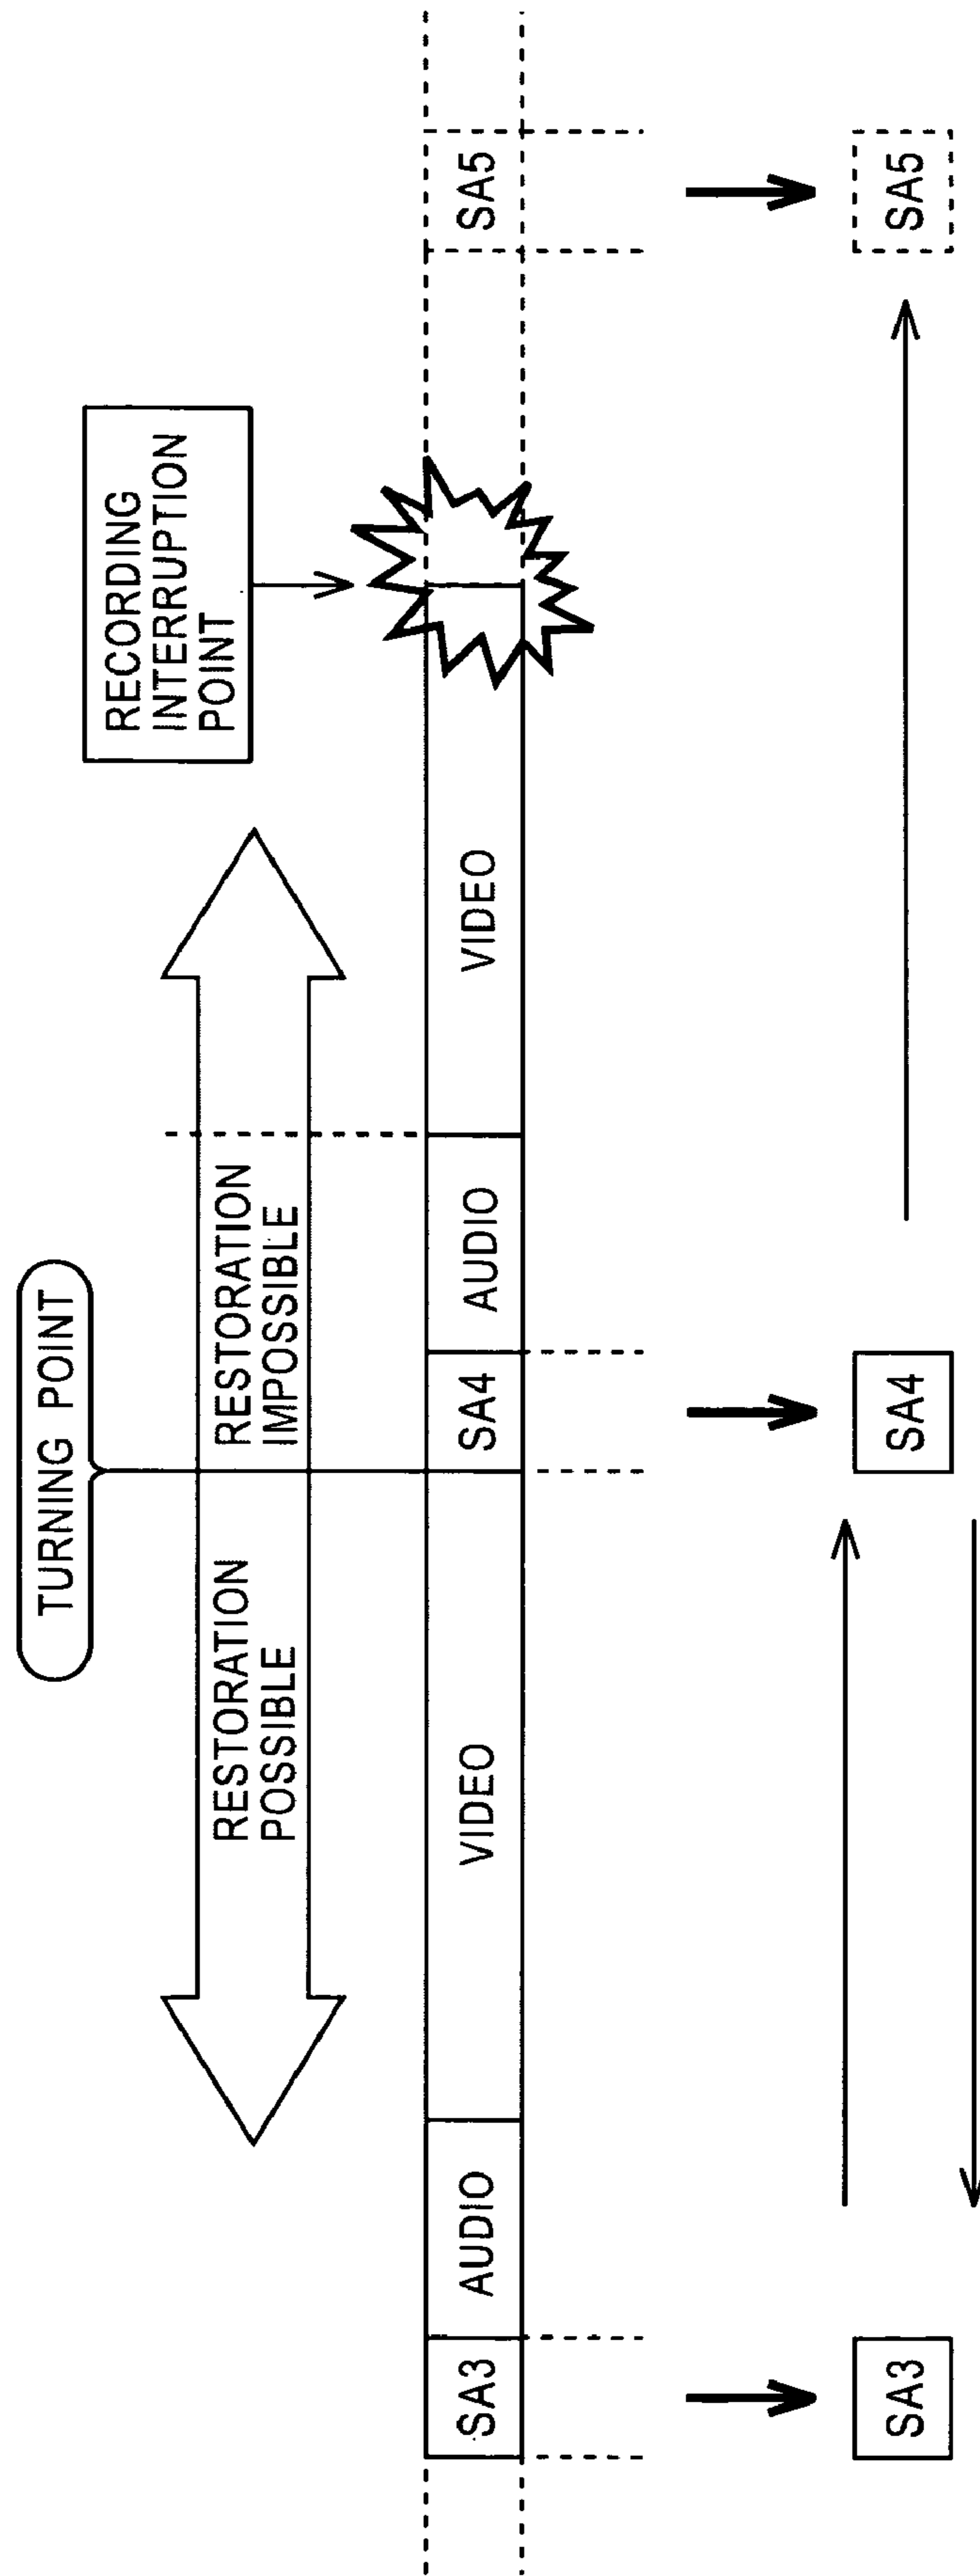 TURNING POINT
RESTORATION
POSSIBLE
RESTORATION
IMPOSSIBLE
RECORDING
INTERRUPTION
POINT
SA3
AUDIO
VIDEO
SA4
AUDIO
VIDEO
SA5
SA3
SA4
SA5